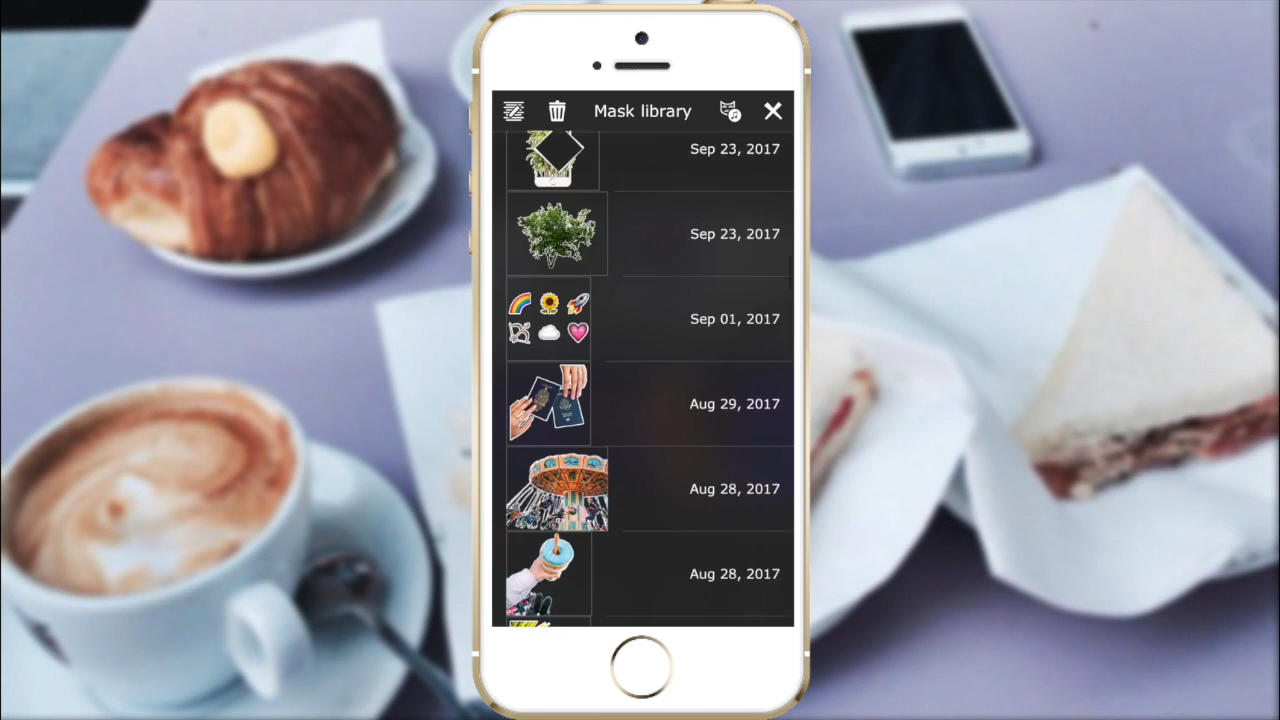 Mask library
Sep 23, 2017
Sep 23, 2017
Sep 01, 2017
Aug 29, 2017
Aug 28, 2017
Aug 28, 2017